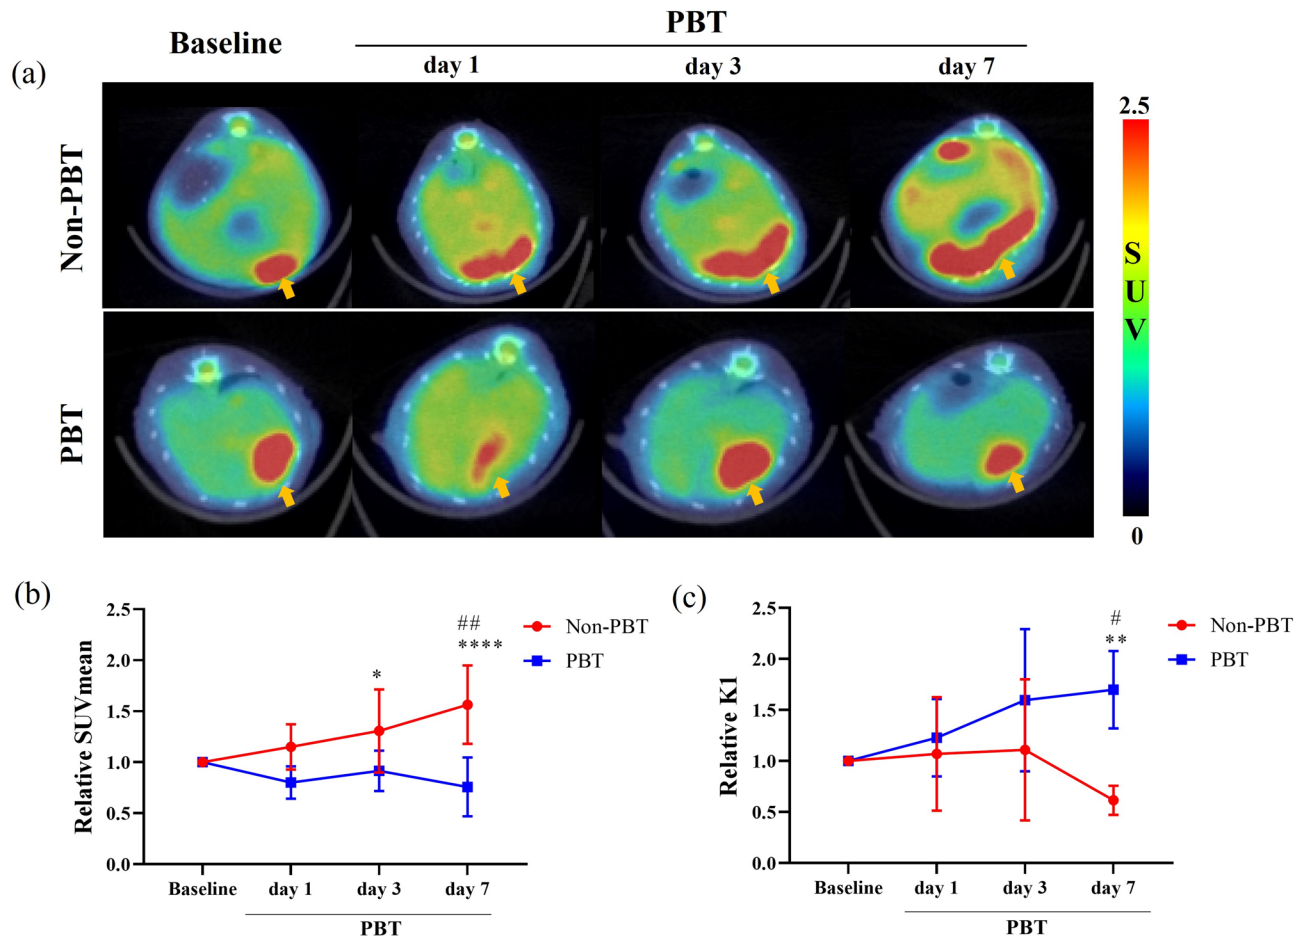 Baseline
PBT
day 1
day 3
day 7
(a)
Non-PBT
PBT
2.5
S
U
V
0
(b)
Relative SUVmean
2.5
2.0
1.5
1.0
0.5
0.0
##
****
*
Non-PBT
PBT
Baseline
day 1
day 3
day 7
PBT
(c)
Relative K1
2.5
2.0
1.5
1.0
0.5
0.0
#
**
Non-PBT
PBT
Baseline
day 1
day 3
day 7
PBT